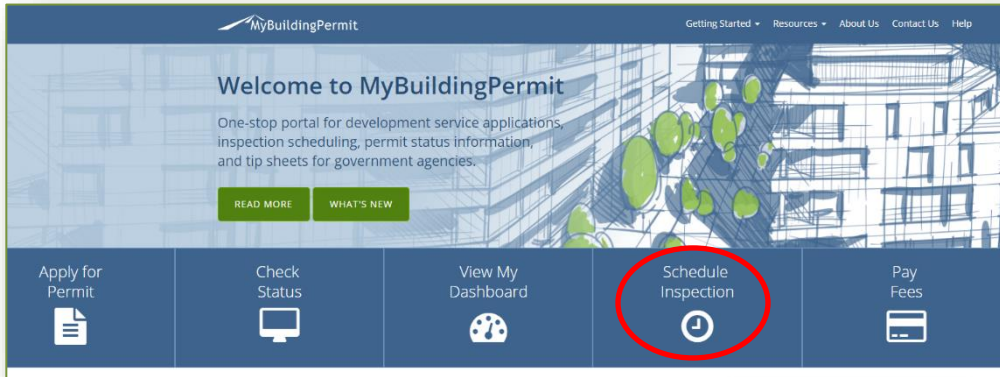 MyBuildingPermit
Getting Started Resources About Us Contact Us Help
Welcome to MyBuildingPermit
One-stop portal for development service applications,
inspection scheduling, permit status information,
and tip sheets for government agencies.
READ MORE WHAT'S NEW
Apply for
Permit
Check
Status
View My
Dashboard
Schedule
Inspection
Pay
Fees